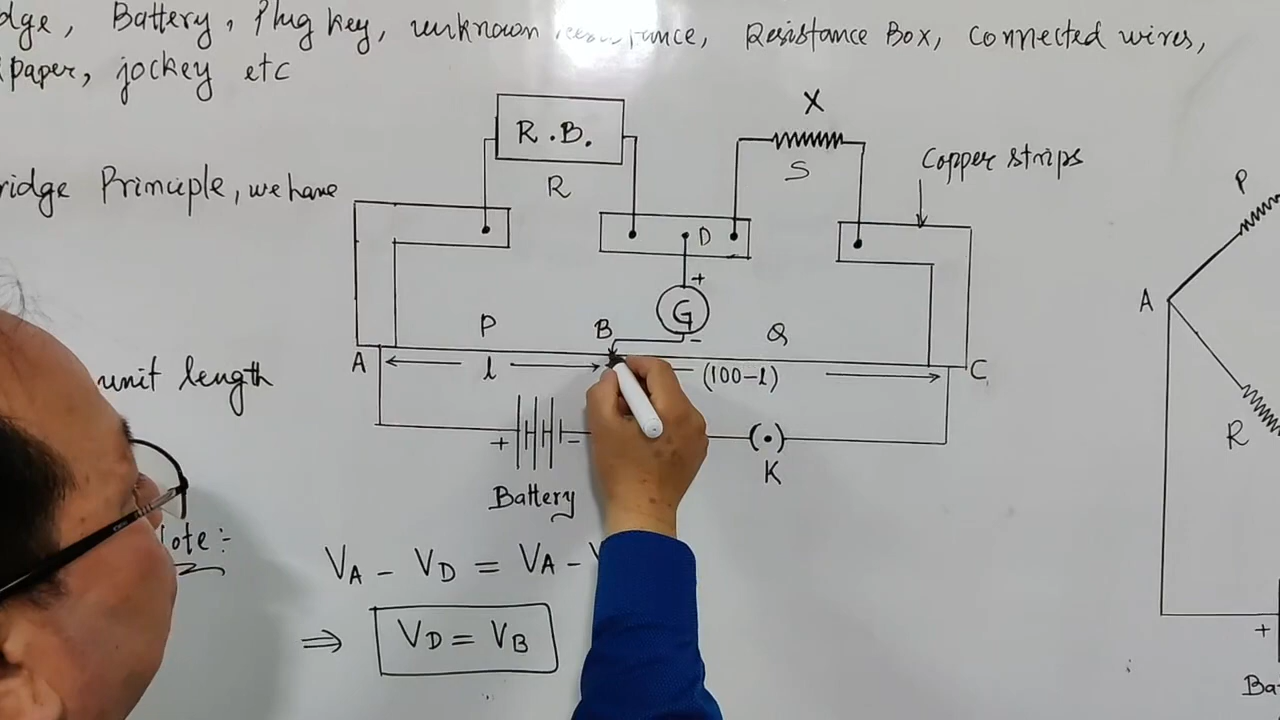 dge, Battery, Plug key, unknown resistance, Resistance Box, connected wires,
paper, jockey etc
ridge Principle, we have
X
R.B.
R
S
Copper strips
D
+
G
-
P
B
Q
A
l
(100-l)
C
unit length
+
-
K
Battery
ote:-
VA - VD = VA -
⇒ VD = VB
P
A
R
+
Ba